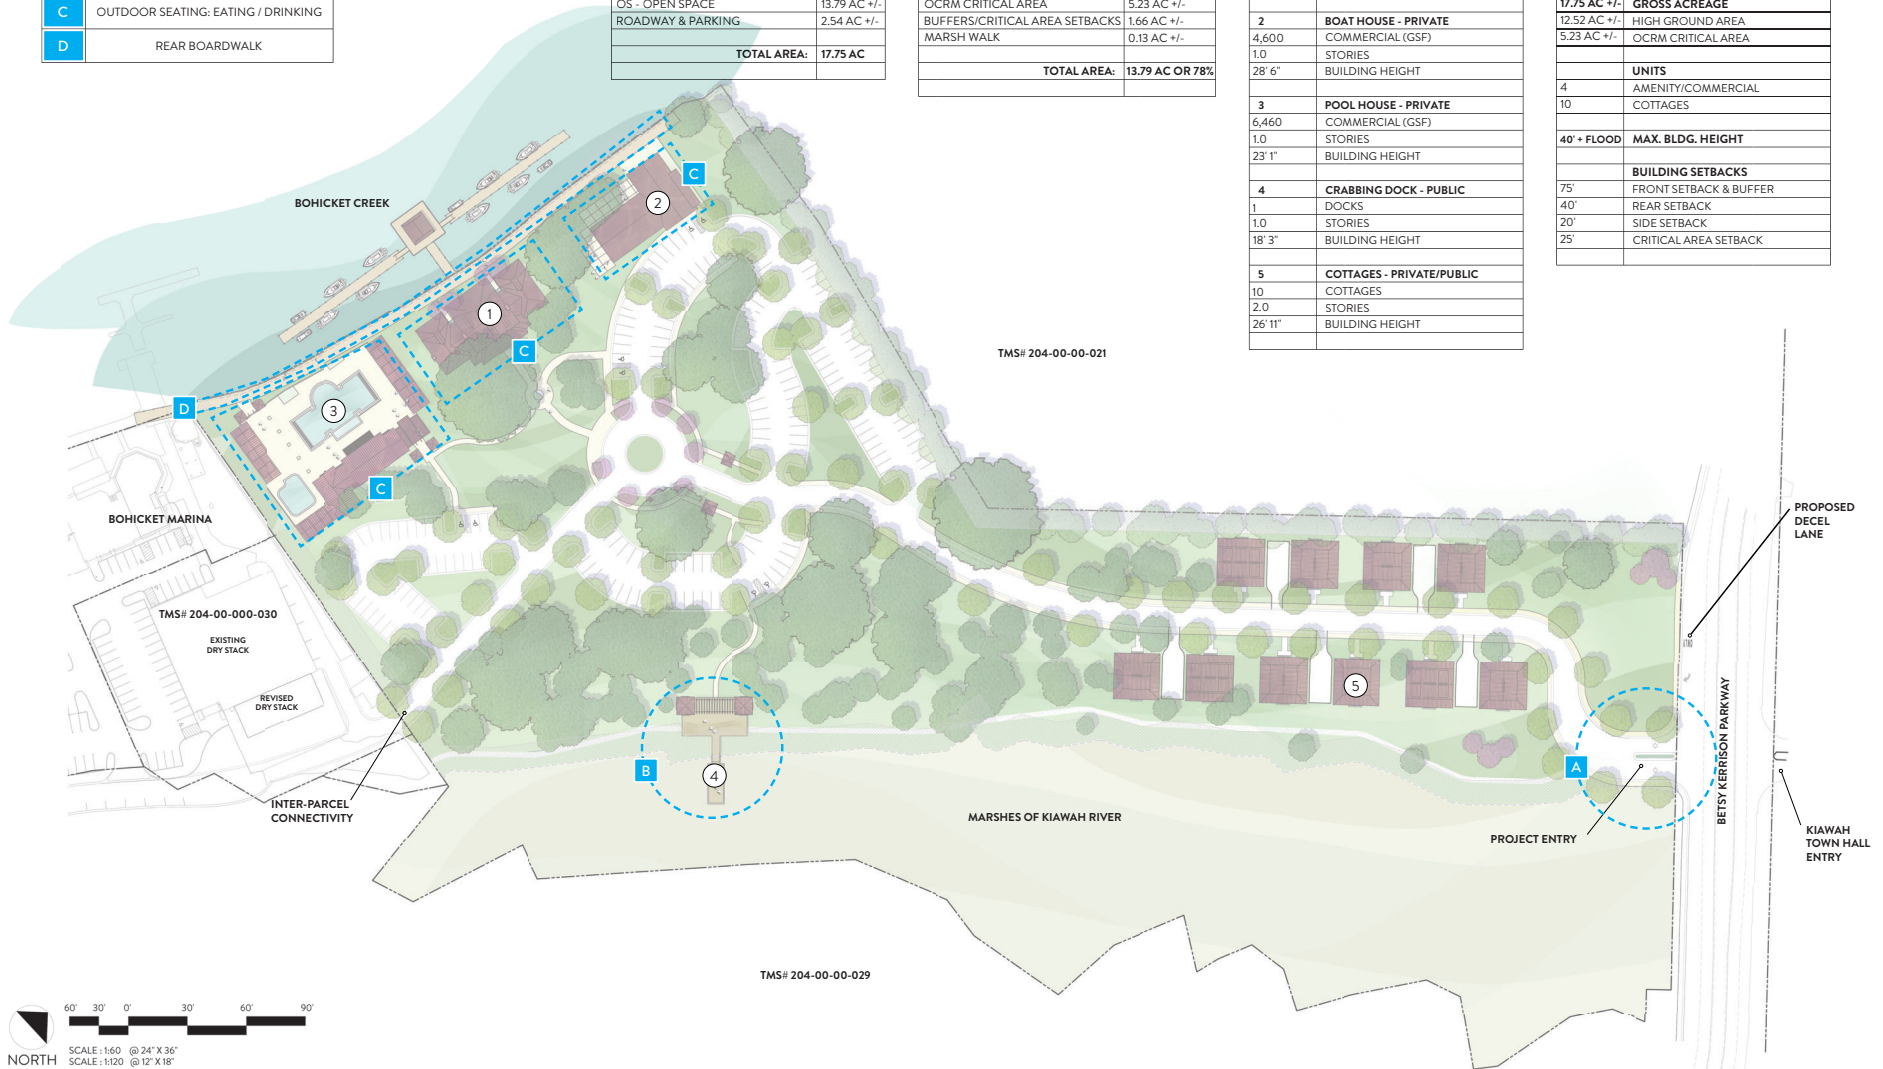 C OUTDOOR SEATING: EATING / DRINKING
D REAR BOARDWALK
OS - OPEN SPACE 13.79 AC +/-
ROADWAY & PARKING 2.54 AC +/-
TOTAL AREA: 17.75 AC
OCRM CRITICAL AREA 5.23 AC +/-
BUFFERS/CRITICAL AREA SETBACKS 1.66 AC +/-
MARSH WALK 0.13 AC +/-
TOTAL AREA: 13.79 AC OR 78%
2 BOAT HOUSE - PRIVATE
4,600 COMMERCIAL (GSF)
1.0 STORIES
28' 6" BUILDING HEIGHT
3 POOL HOUSE - PRIVATE
6,460 COMMERCIAL (GSF)
1.0 STORIES
23' 1" BUILDING HEIGHT
4 CRABBING DOCK - PUBLIC
1 DOCKS
1.0 STORIES
18' 3" BUILDING HEIGHT
5 COTTAGES - PRIVATE/PUBLIC
10 COTTAGES
2.0 STORIES
26' 11" BUILDING HEIGHT
17.75 AC +/- GROSS ACREAGE
12.52 AC +/- HIGH GROUND AREA
5.23 AC +/- OCRM CRITICAL AREA
UNITS
4 AMENITY/COMMERCIAL
10 COTTAGES
40' + FLOOD MAX. BLDG. HEIGHT
BUILDING SETBACKS
75' FRONT SETBACK & BUFFER
40' REAR SETBACK
20' SIDE SETBACK
25' CRITICAL AREA SETBACK
BOHICKET CREEK
C
2
1
C
TMS# 204-00-00-021
D
3
C
BOHICKET MARINA
PROPOSED
DECEL
LANE
TMS# 204-00-000-030
EXISTING
DRY STACK
REVISED
DRY STACK
5
BETSY KERRISON PARKWAY
B
4
A
INTER-PARCEL
CONNECTIVITY
MARSHES OF KIAWAH RIVER
PROJECT ENTRY
KIAWAH
TOWN HALL
ENTRY
TMS# 204-00-00-029
60' 30' 0' 30' 60' 90'
SCALE : 1:60 @ 24" X 36"
SCALE : 1:120 @ 12" X 18"
NORTH